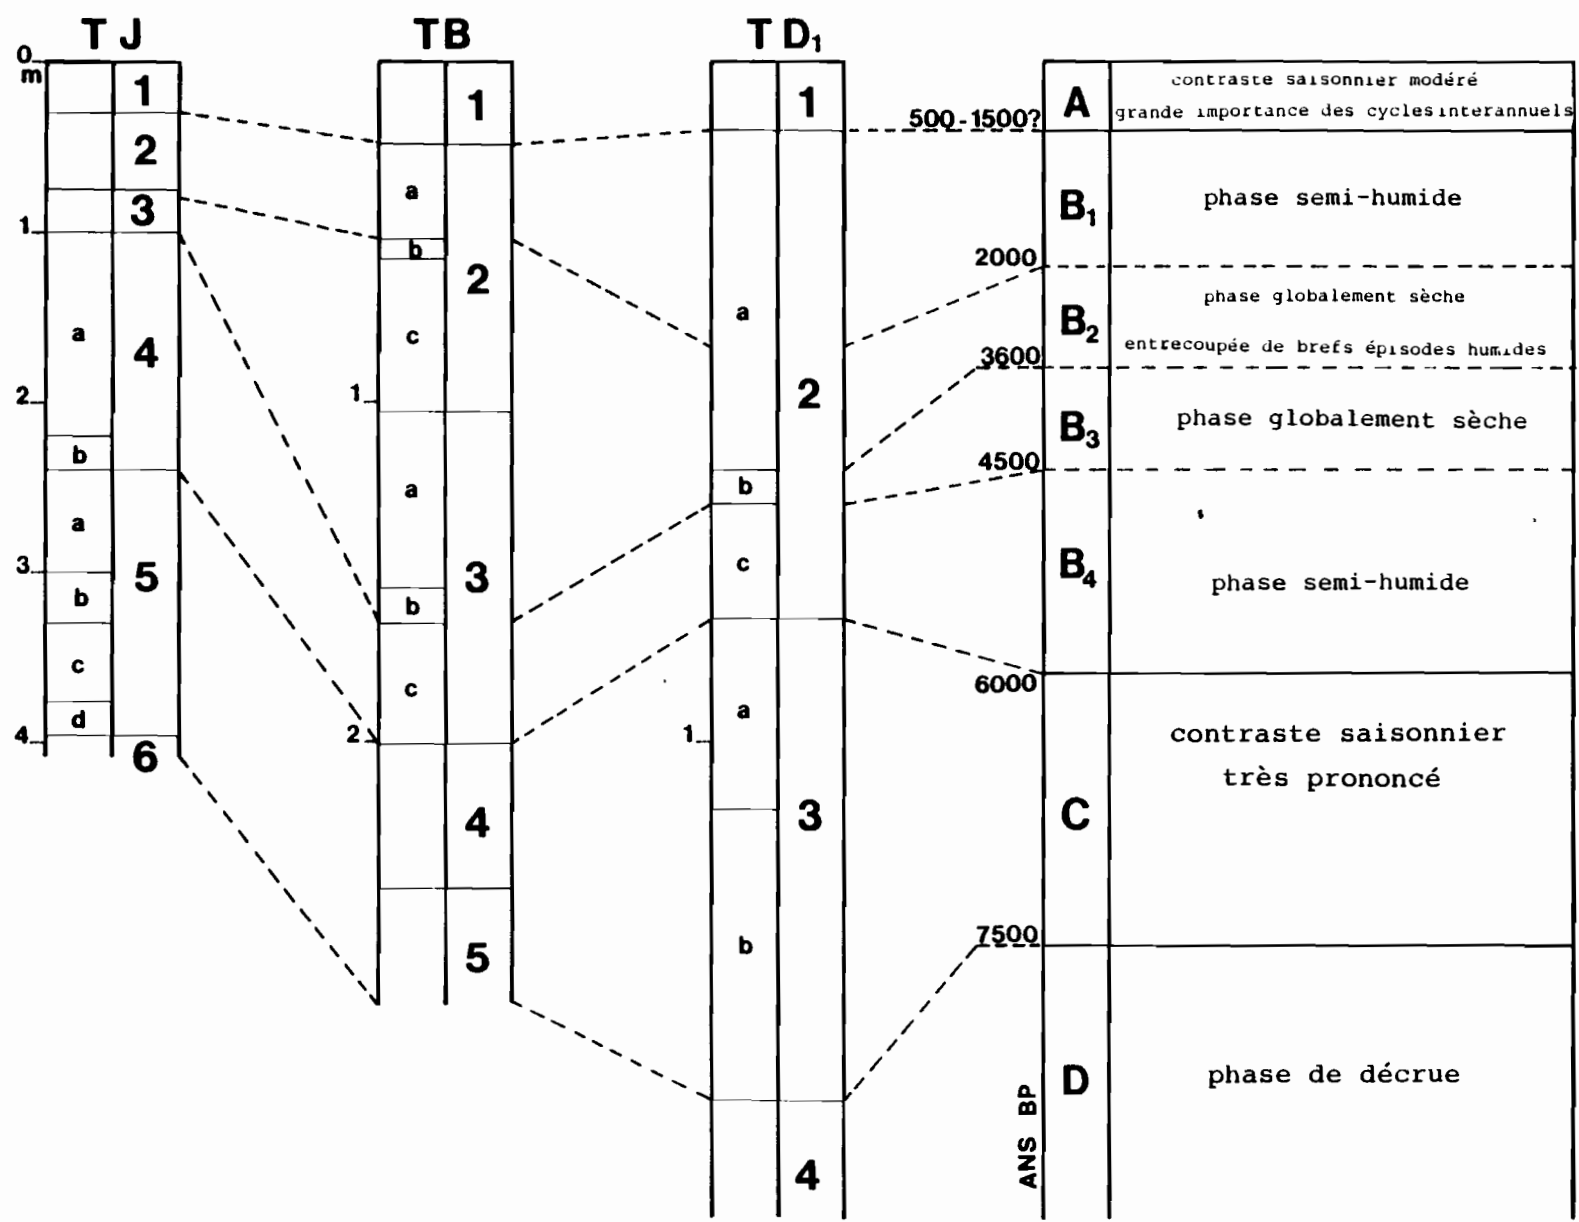 T J
TB
T D₁
0
m
1
2
3
1
a
4
2
b
a
3
5
b
c
d
4
6
1
a
b
2
c
1
a
3
b
c
2
4
5
1
a
2
b
c
a
1
3
b
4
500-1500?
2000
3600
4500
6000
7500
ANS BP
A
contraste saisonnier modéré
grande importance des cycles interannuels
B₁
phase semi-humide
B₂
phase globalement sèche
entrecoupée de brefs épisodes humides
B₃
phase globalement sèche
B₄
phase semi-humide
C
contraste saisonnier
très prononcé
D
phase de décrue